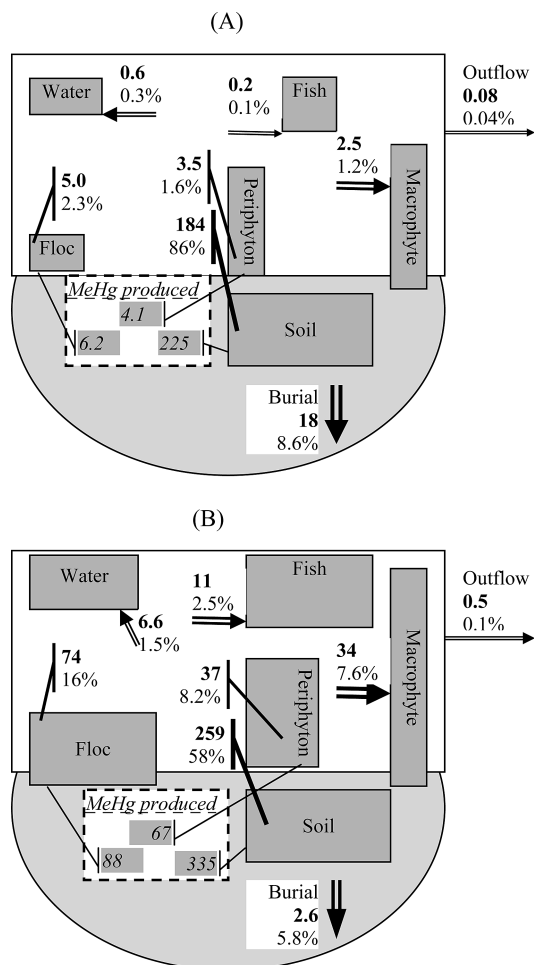 (A)
Water
0.6
0.3%
0.2
0.1%
Fish
Outflow
0.08
0.04%
5.0
2.3%
3.5
1.6%
184
86%
Periphyton
2.5
1.2%
Macrophyte
Floc
MeHg produced
4.1
6.2
225
Soil
Burial
18
8.6%
(B)
Water
6.6
1.5%
11
2.5%
Fish
Outflow
0.5
0.1%
74
16%
37
8.2%
259
58%
Periphyton
34
7.6%
Macrophyte
Floc
MeHg produced
67
88
335
Soil
Burial
2.6
5.8%